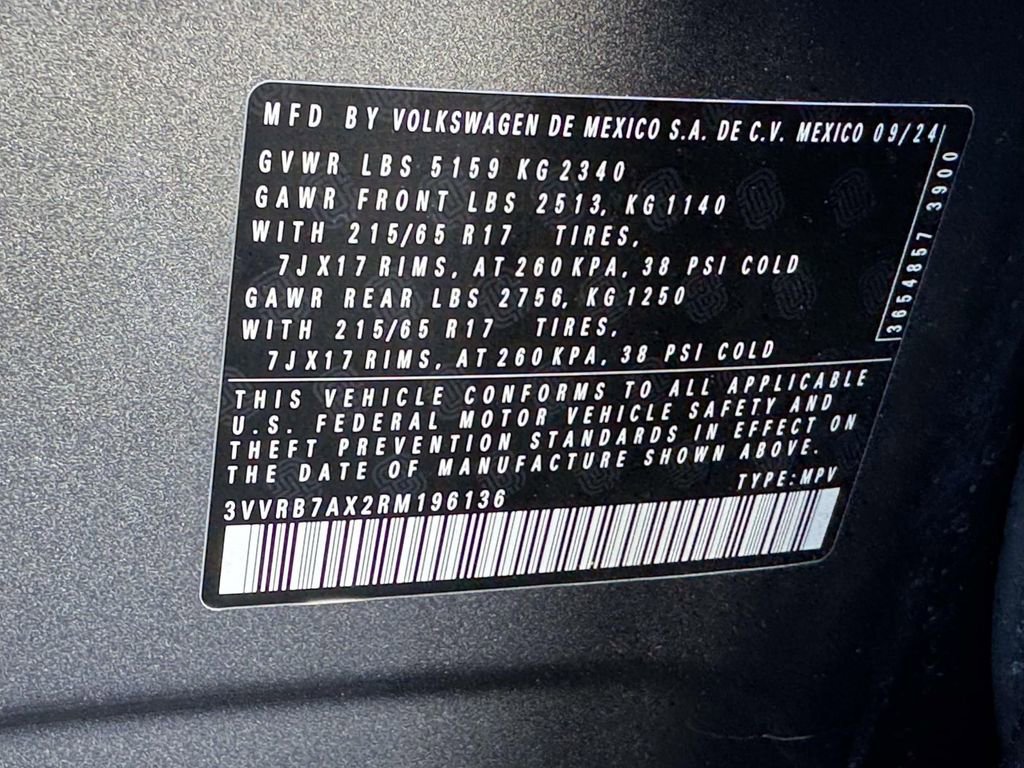 MFD BY VOLKSWAGEN DE MEXICO S.A. DE C.V. MEXICO 09/24
GVWR LBS 5159 KG 2340
GAWR FRONT LBS 2513, KG 1140
WITH 215/65 R17 TIRES,
7JX17 RIMS, AT 260 KPA, 38 PSI COLD
GAWR REAR LBS 2756, KG 1250
WITH 215/65 R17 TIRES,
7JX17 RIMS, AT 260 KPA, 38 PSI COLD
3654857 3900
THIS VEHICLE CONFORMS TO ALL APPLICABLE
U.S. FEDERAL MOTOR VEHICLE SAFETY AND
THEFT PREVENTION STANDARDS IN EFFECT ON
THE DATE OF MANUFACTURE SHOWN ABOVE.
TYPE: MPV
3VVRB7AX2RM196136